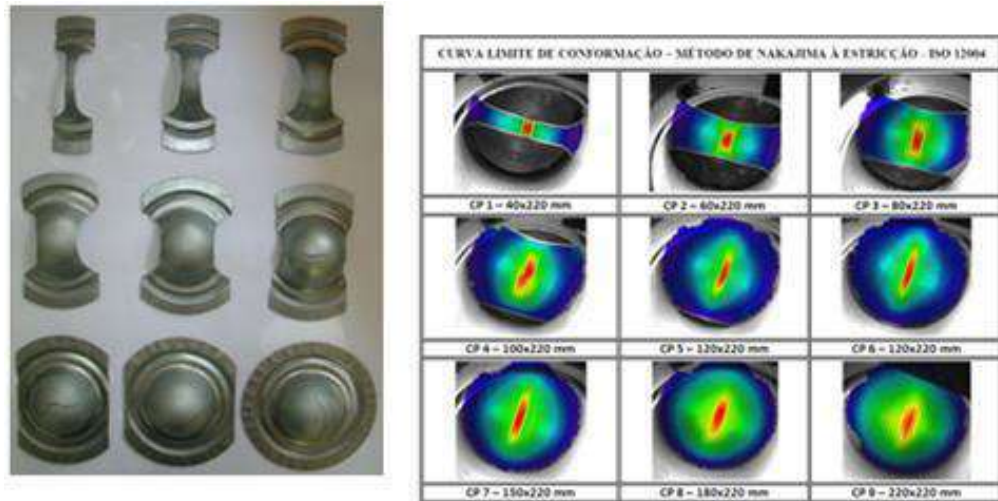 CURVA LIMITE DE CONFORMAÇÃO – MÉTODO DE NAKAJIMA À ESTRICÇÃO - ISO 12004
CP 1 – 40x220 mm
CP 2 – 60x220 mm
CP 3 – 80x220 mm
CP 4 – 100x220 mm
CP 5 – 120x220 mm
CP 6 – 120x220 mm
CP 7 – 150x220 mm
CP 8 – 180x220 mm
CP 9 – 220x220 mm